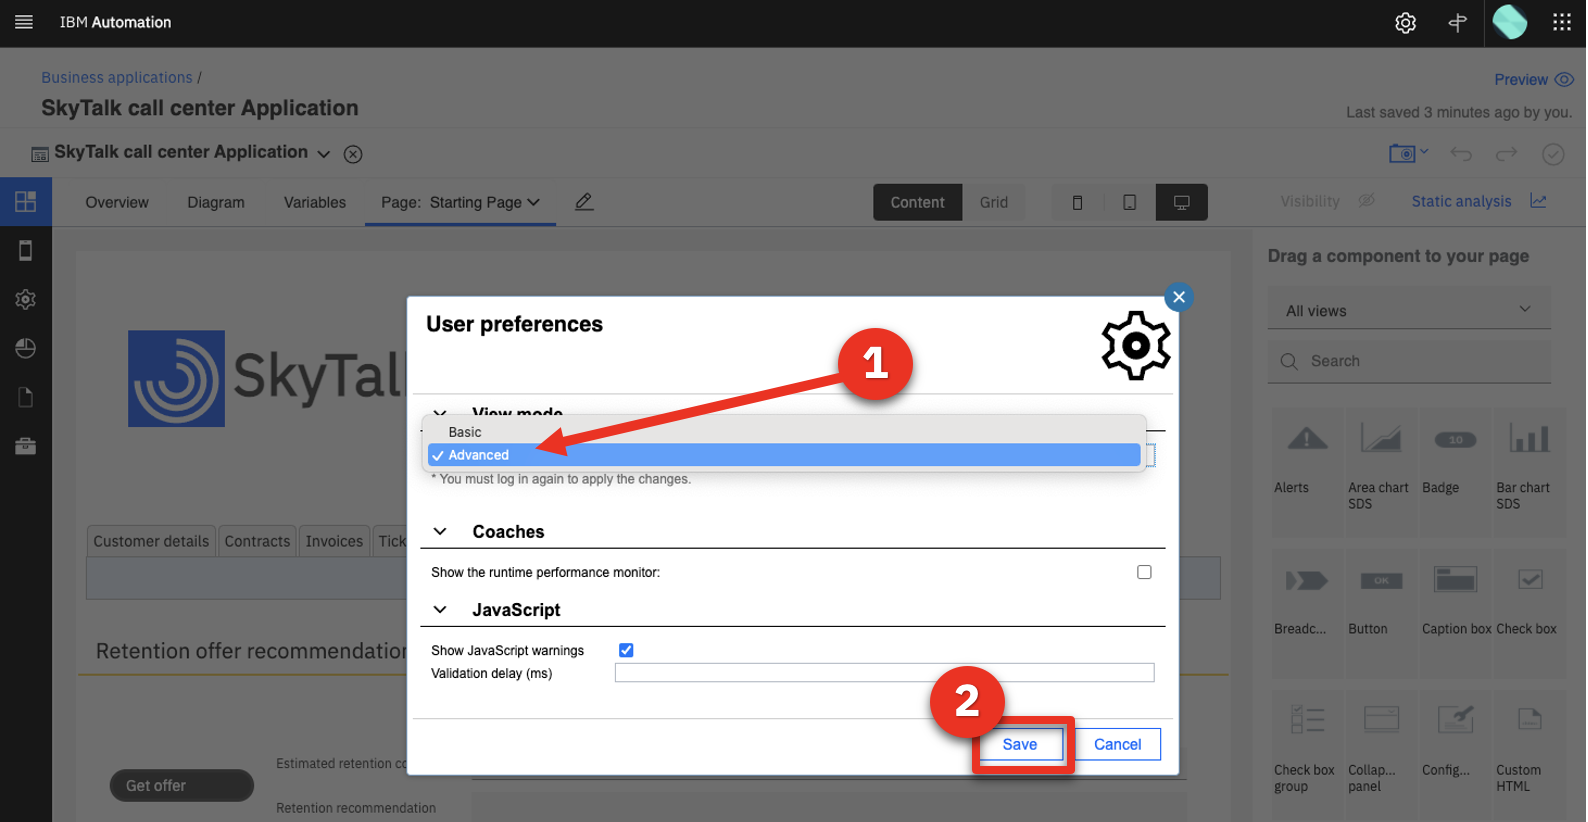 IBM Automation
Business applications /
Preview
SkyTalk call center Application
Last saved 3 minutes ago by you.
SkyTalk call center Application
Overview
Diagram
Variables
Page: Starting Page
Content
Grid
Visibility
Static analysis
Drag a component to your page
All views
Search
User preferences
1
SkyTal
View mode
Basic
✓ Advanced
* You must log in again to apply the changes.
Alerts
Area chart SDS
Badge
10
Bar chart SDS
Customer details
Contracts
Invoices
Tick
Coaches
Show the runtime performance monitor:
JavaScript
OK
Breadc...
Button
Caption box
Check box
Retention offer recommendation
Show JavaScript warnings
Validation delay (ms)
2
Save
Cancel
Estimated retention co
Get offer
Retention recommendation
Check box group
Collap... panel
Config...
Custom HTML